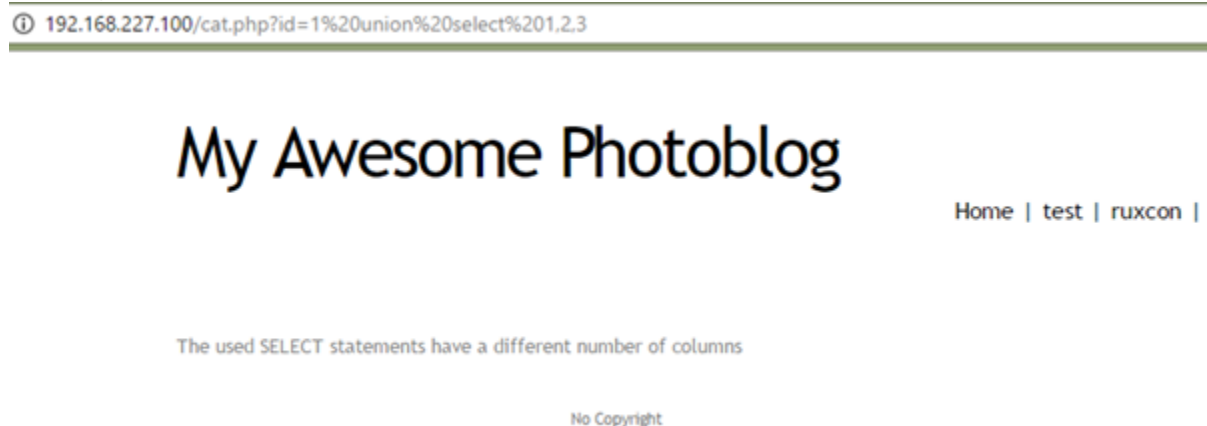 192.168.227.100/cat.php?id=1%20union%20select%201,2,3
My Awesome Photoblog
Home | test | ruxcon |
The used SELECT statements have a different number of columns
No Copyright